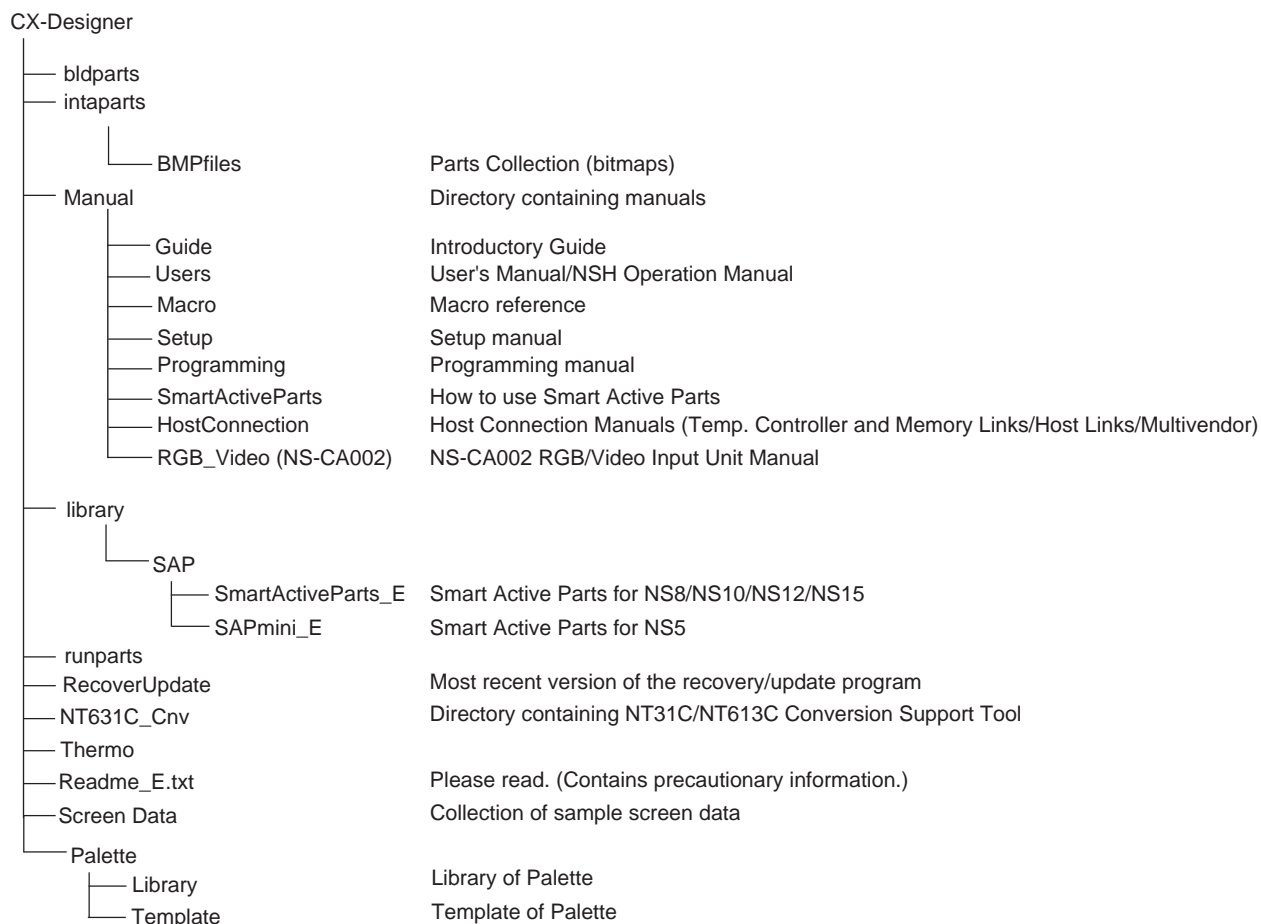 CX-Designer
bldparts
intaparts
BMPfiles Parts Collection (bitmaps)
Manual Directory containing manuals
Guide Introductory Guide
Users User's Manual/NSH Operation Manual
Macro Macro reference
Setup Setup manual
Programming Programming manual
SmartActiveParts How to use Smart Active Parts
HostConnection Host Connection Manuals (Temp. Controller and Memory Links/Host Links/Multivendor)
RGB_Video (NS-CA002) NS-CA002 RGB/Video Input Unit Manual
library
SAP
SmartActiveParts_E Smart Active Parts for NS8/NS10/NS12/NS15
SAPmini_E Smart Active Parts for NS5
runparts
RecoverUpdate Most recent version of the recovery/update program
NT631C_Cnv Directory containing NT31C/NT613C Conversion Support Tool
Thermo
Readme_E.txt Please read. (Contains precautionary information.)
Screen Data Collection of sample screen data
Palette
Library Library of Palette
Template Template of Palette